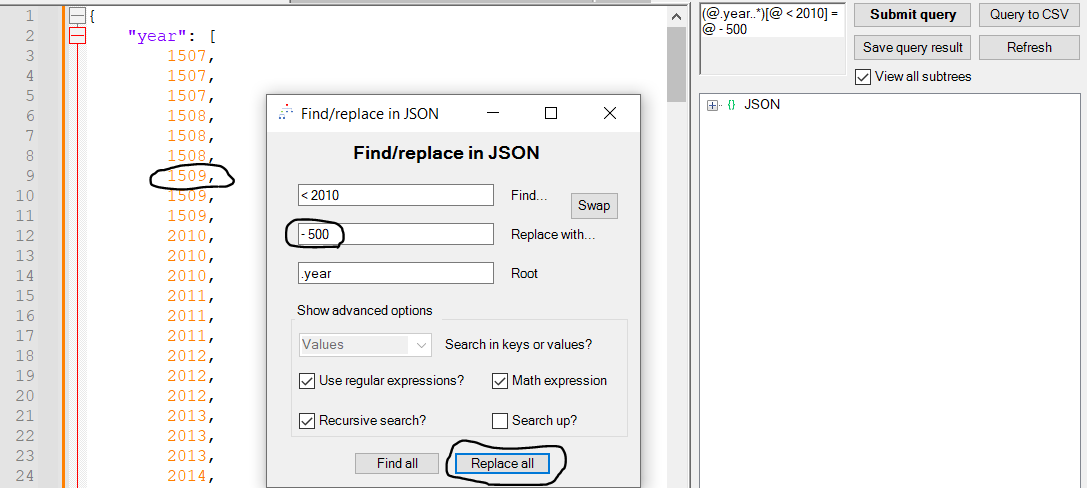 1 {
2 "year": [
3 1507,
4 1507,
5 1507,
6 1508,
7 1508,
8 1508,
9 1509,
10 1509,
11 1509,
12 2010,
13 2010,
14 2010,
15 2011,
16 2011,
17 2011,
18 2012,
19 2012,
20 2012,
21 2013,
22 2013,
23 2013,
24 2014,
Find/replace in JSON
Find/replace in JSON
< 2010 Find...
Swap
- 500 Replace with...
.year Root
Show advanced options
Values Search in keys or values?
Use regular expressions? Math expression
Recursive search? Search up?
Find all Replace all
(@.year..*)[@ < 2010] =
@ - 500
Submit query Query to CSV
Save query result Refresh
View all subtrees
{} JSON